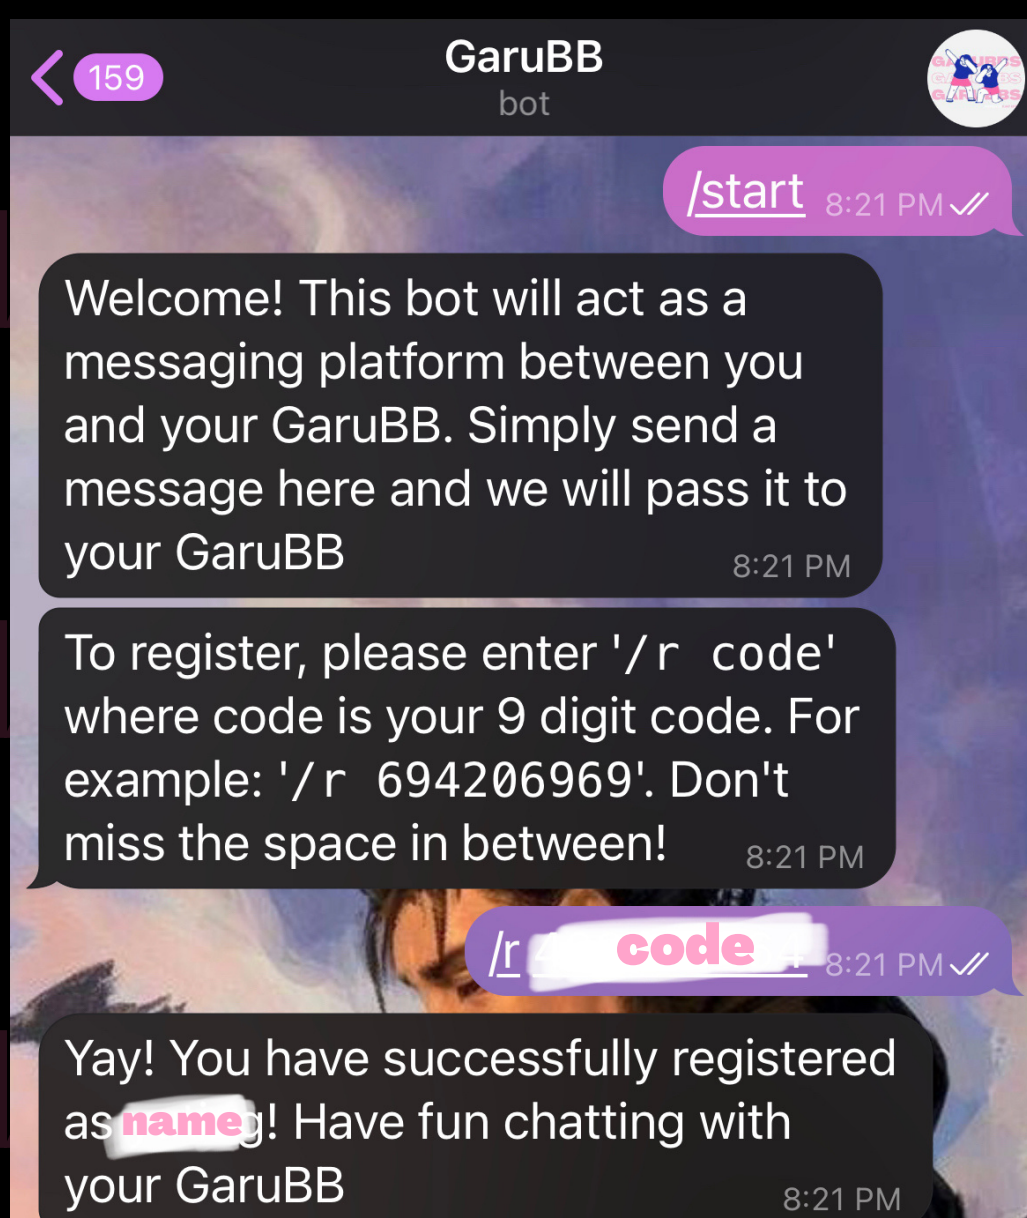 159
GaruBB
bot
/start 8:21 PM
Welcome! This bot will act as a
messaging platform between you
and your GaruBB. Simply send a
message here and we will pass it to
your GaruBB
8:21 PM
To register, please enter '/r code'
where code is your 9 digit code. For
example: '/r 694206969'. Don't
miss the space in between!
8:21 PM
/r code 8:21 PM
Yay! You have successfully registered
as name! Have fun chatting with
your GaruBB
8:21 PM